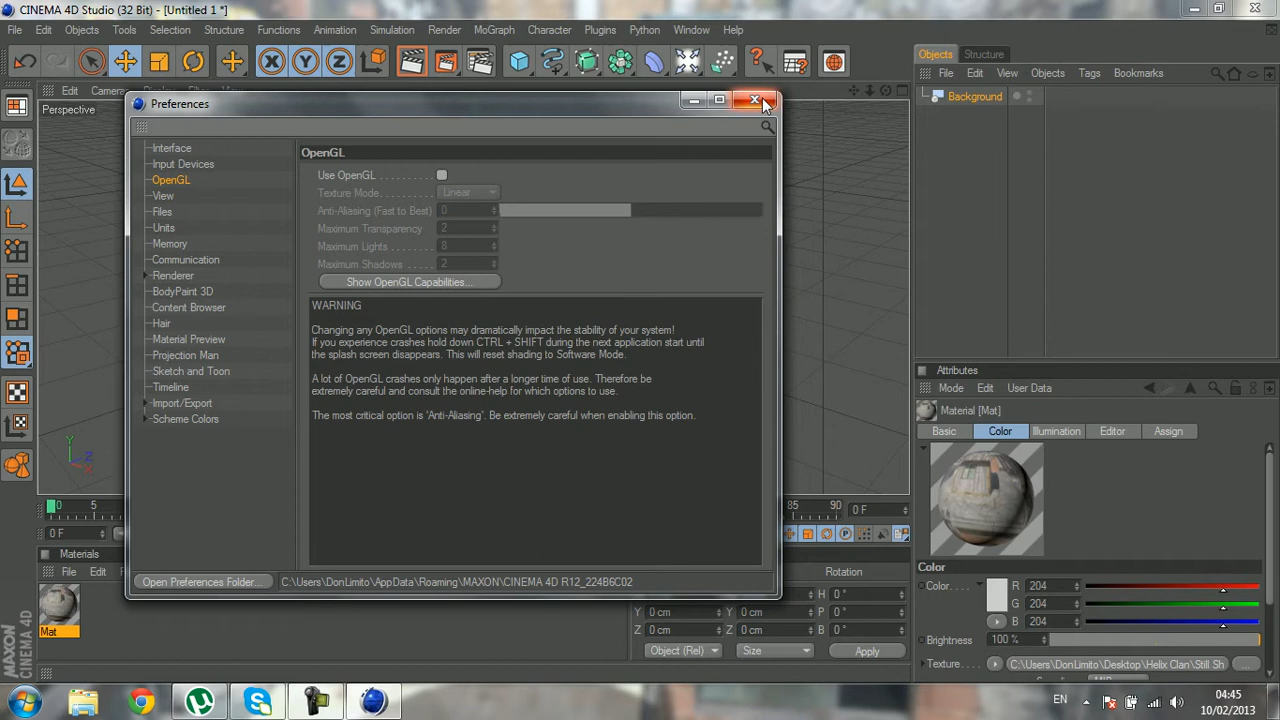 CINEMA 4D Studio (32 Bit) - [Untitled 1 *]
File Edit Objects Tools Selection Structure Functions Animation Simulation Render MoGraph Character Plugins Python Window Help
Objects Structure
File Edit View Objects Tags Bookmarks
Background
Edit Cameras
Perspective
Preferences
Interface
Input Devices
OpenGL
View
Files
Units
Memory
Communication
Renderer
BodyPaint 3D
Content Browser
Hair
Material Preview
Projection Man
Sketch and Toon
Timeline
Import/Export
Scheme Colors
OpenGL
Use OpenGL
Texture Mode Linear
Anti-Aliasing (Fast to Best) 0
Maximum Transparency 2
Maximum Lights 8
Maximum Shadows 2
Show OpenGL Capabilities...
WARNING
Changing any OpenGL options may dramatically impact the stability of your system!
If you experience crashes hold down CTRL + SHIFT during the next application start until
the splash screen disappears. This will reset shading to Software Mode.
A lot of OpenGL crashes only happen after a longer time of use. Therefore be
extremely careful and consult the online-help for which options to use.
The most critical option is 'Anti-Aliasing'. Be extremely careful when enabling this option.
Open Preferences Folder... C:\Users\DonLimito\AppData\Roaming\MAXON\CINEMA 4D R12_224B6C02
Y
Z
X
0 5 85 90 0 F
0 F
Materials
File Edit
Mat
Rotation
H 0 °
Y 0 cm Y 0 cm P 0 °
Z 0 cm Z 0 cm B 0 °
Object (Rel) Size Apply
MAXON
CINEMA 4D
Attributes
Mode Edit User Data
Material [Mat]
Basic Color Illumination Editor Assign
Color
Color R 204
G 204
B 204
Brightness 100 %
Texture C:\Users\DonLimito\Desktop\Helix Clan\Still Sh ...
EN
04:45
10/02/2013